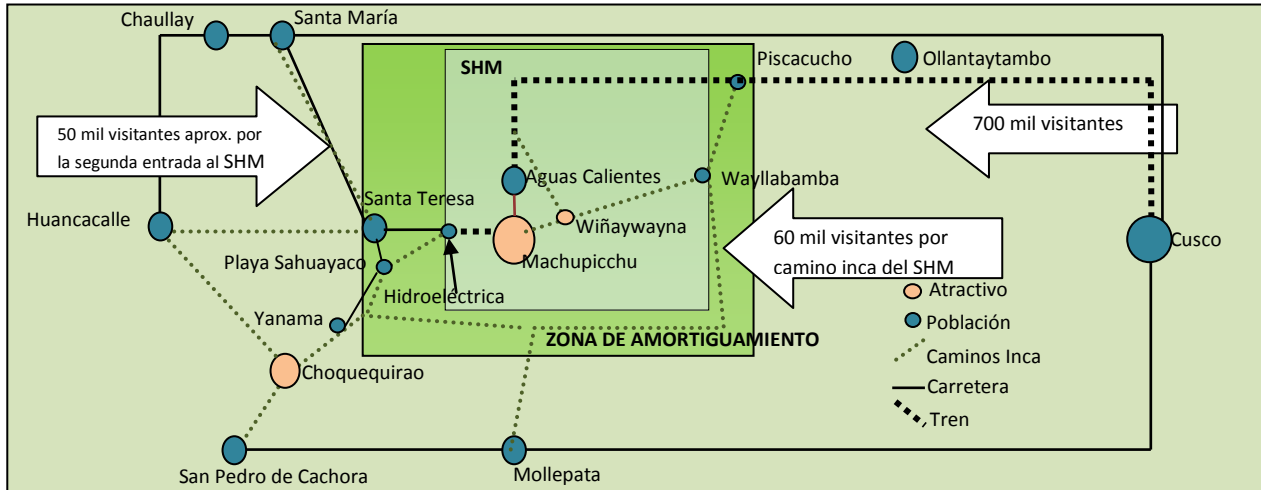 Chaullay
Santa María
SHM
Piscacucho
Ollantaytambo
50 mil visitantes aprox. por
la segunda entrada al SHM
700 mil visitantes
Aguas Calientes
Wayllabamba
Santa Teresa
Huancacalle
Wiñaywayna
60 mil visitantes por
camino inca del SHM
Cusco
Playa Sahuayaco
Machupicchu
Hidroeléctrica
Atractivo
Yanama
Población
ZONA DE AMORTIGUAMIENTO
Caminos Inca
Choquequirao
Carretera
Tren
San Pedro de Cachora
Mollepata